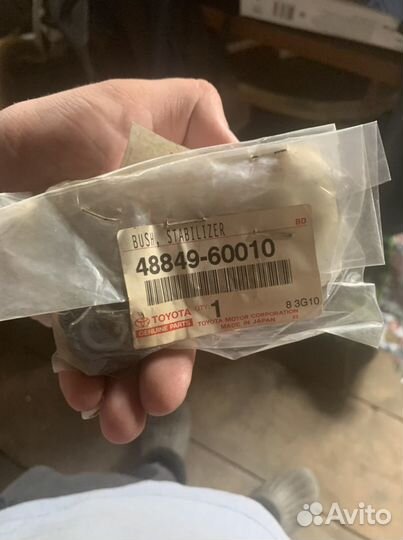 BUSH, STABILIZER BD
48849-60010
TOYOTA QTY. 1 8 3G10
GENUINE PARTS TOYOTA MOTOR CORPORATION
MADE IN JAPAN
Avito